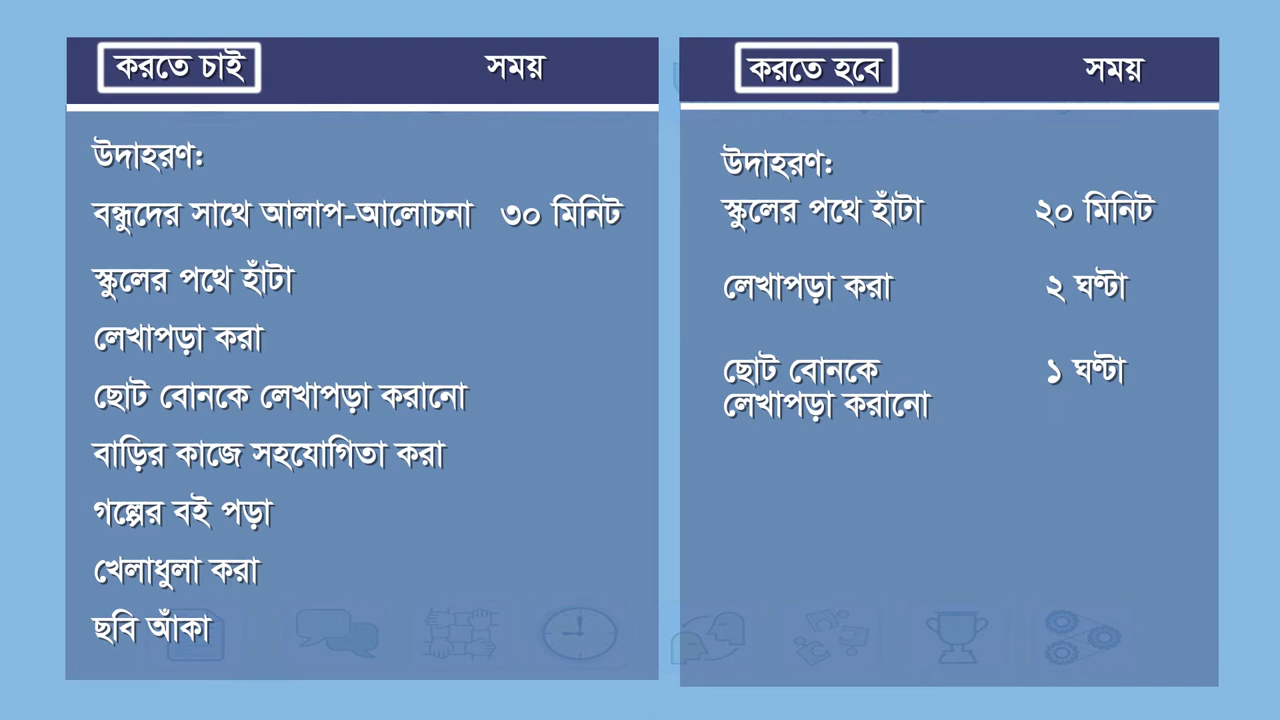 করতে চাই সময়
উদাহরণ:
বন্ধুদের সাথে আলাপ-আলোচনা ৩০ মিনিট
স্কুলের পথে হাঁটা
লেখাপড়া করা
ছোট বোনকে লেখাপড়া করানো
বাড়ির কাজে সহযোগিতা করা
গল্পের বই পড়া
খেলাধুলা করা
ছবি আঁকা
করতে হবে সময়
উদাহরণ:
স্কুলের পথে হাঁটা ২০ মিনিট
লেখাপড়া করা ২ ঘণ্টা
ছোট বোনকে ১ ঘণ্টা
লেখাপড়া করানো